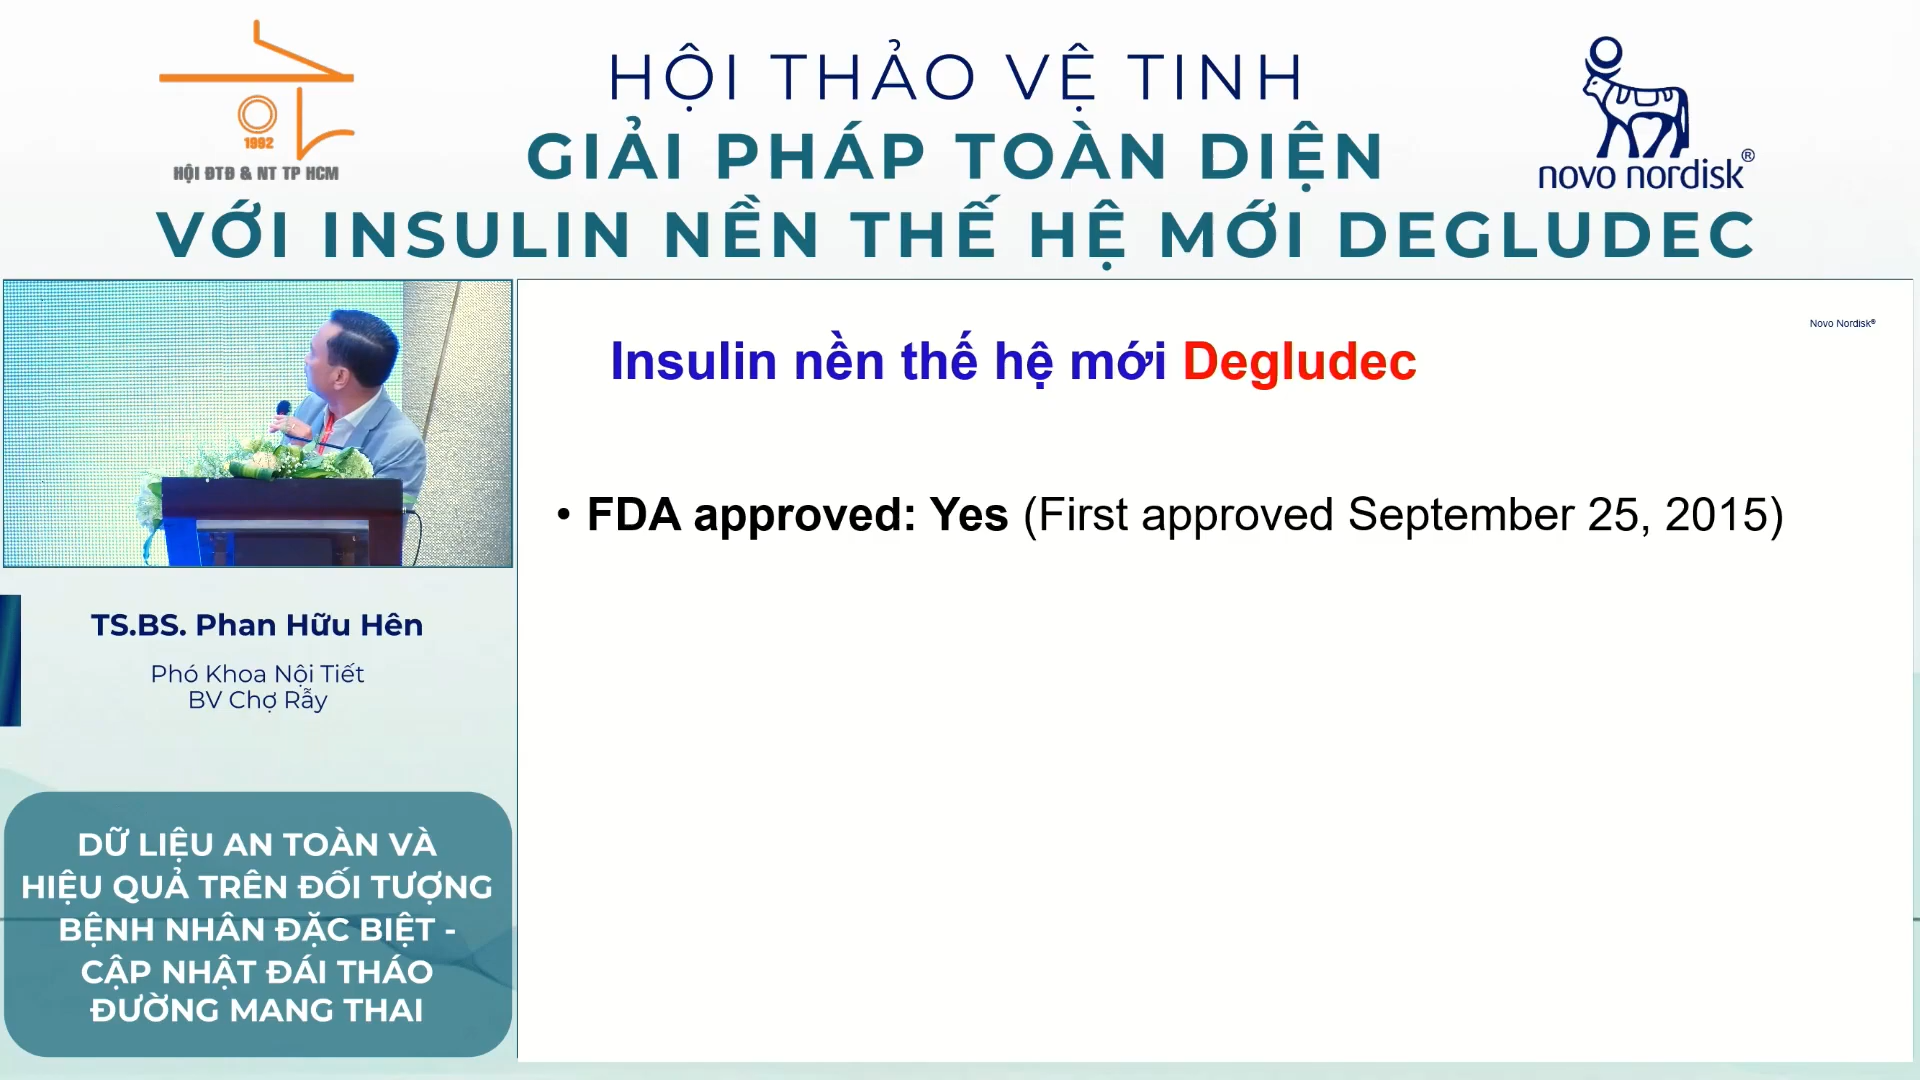 HỘI THẢO VỆ TINH
GIẢI PHÁP TOÀN DIỆN
VỚI INSULIN NỀN THẾ HỆ MỚI DEGLUDEC
1992
HỘI ĐTĐ & NT TP HCM
novo nordisk®
Novo Nordisk®
Insulin nền thế hệ mới Degludec
• FDA approved: Yes (First approved September 25, 2015)
TS.BS. Phan Hữu Hên
Phó Khoa Nội Tiết
BV Chợ Rẫy
DỮ LIỆU AN TOÀN VÀ
HIỆU QUẢ TRÊN ĐỐI TƯỢNG
BỆNH NHÂN ĐẶC BIỆT -
CẬP NHẬT ĐÁI THÁO
ĐƯỜNG MANG THAI